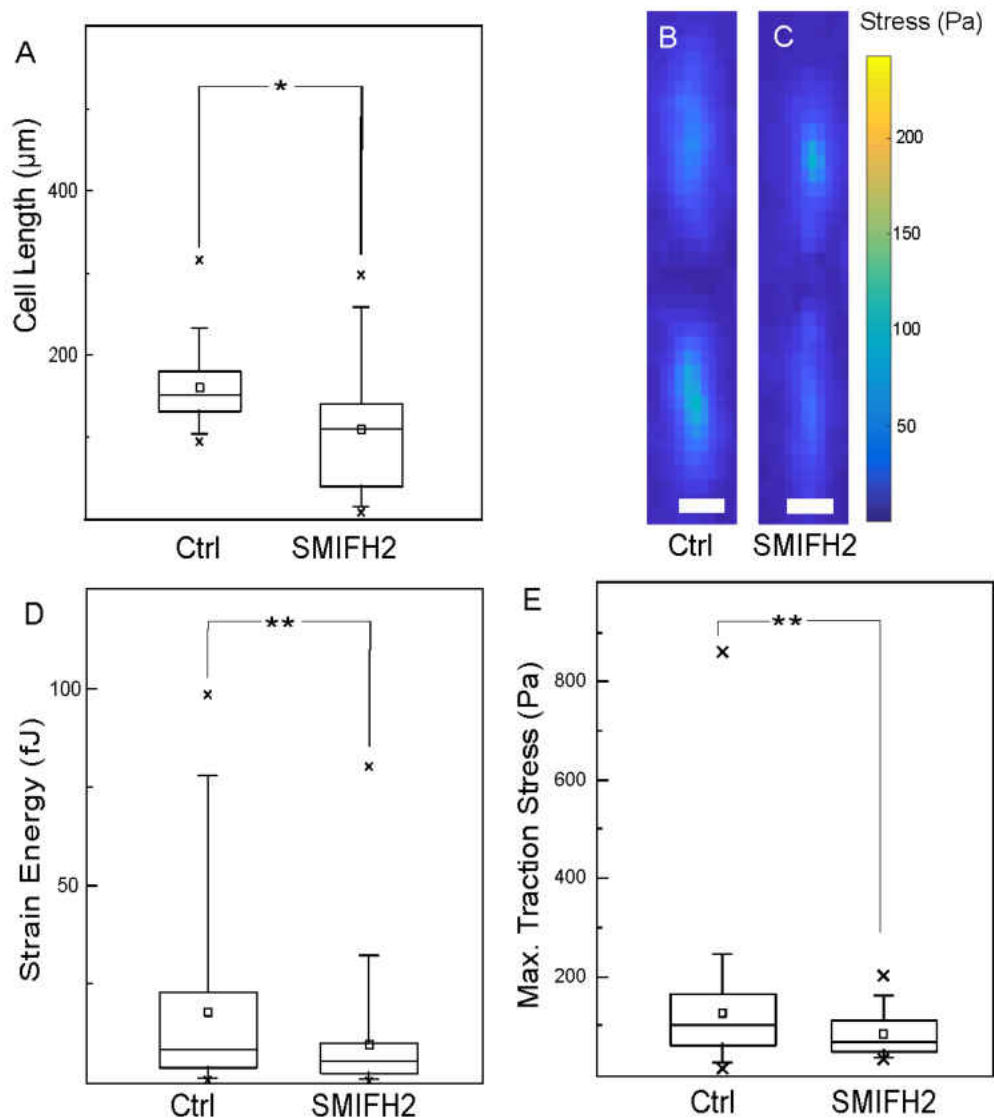 A
Cell Length (µm)
400
200
*
Ctrl
SMIFH2
B
C
Stress (Pa)
200
150
100
50
Ctrl
SMIFH2
D
Strain Energy (fJ)
100
50
**
Ctrl
SMIFH2
E
Max. Traction Stress (Pa)
800
600
400
200
**
Ctrl
SMIFH2